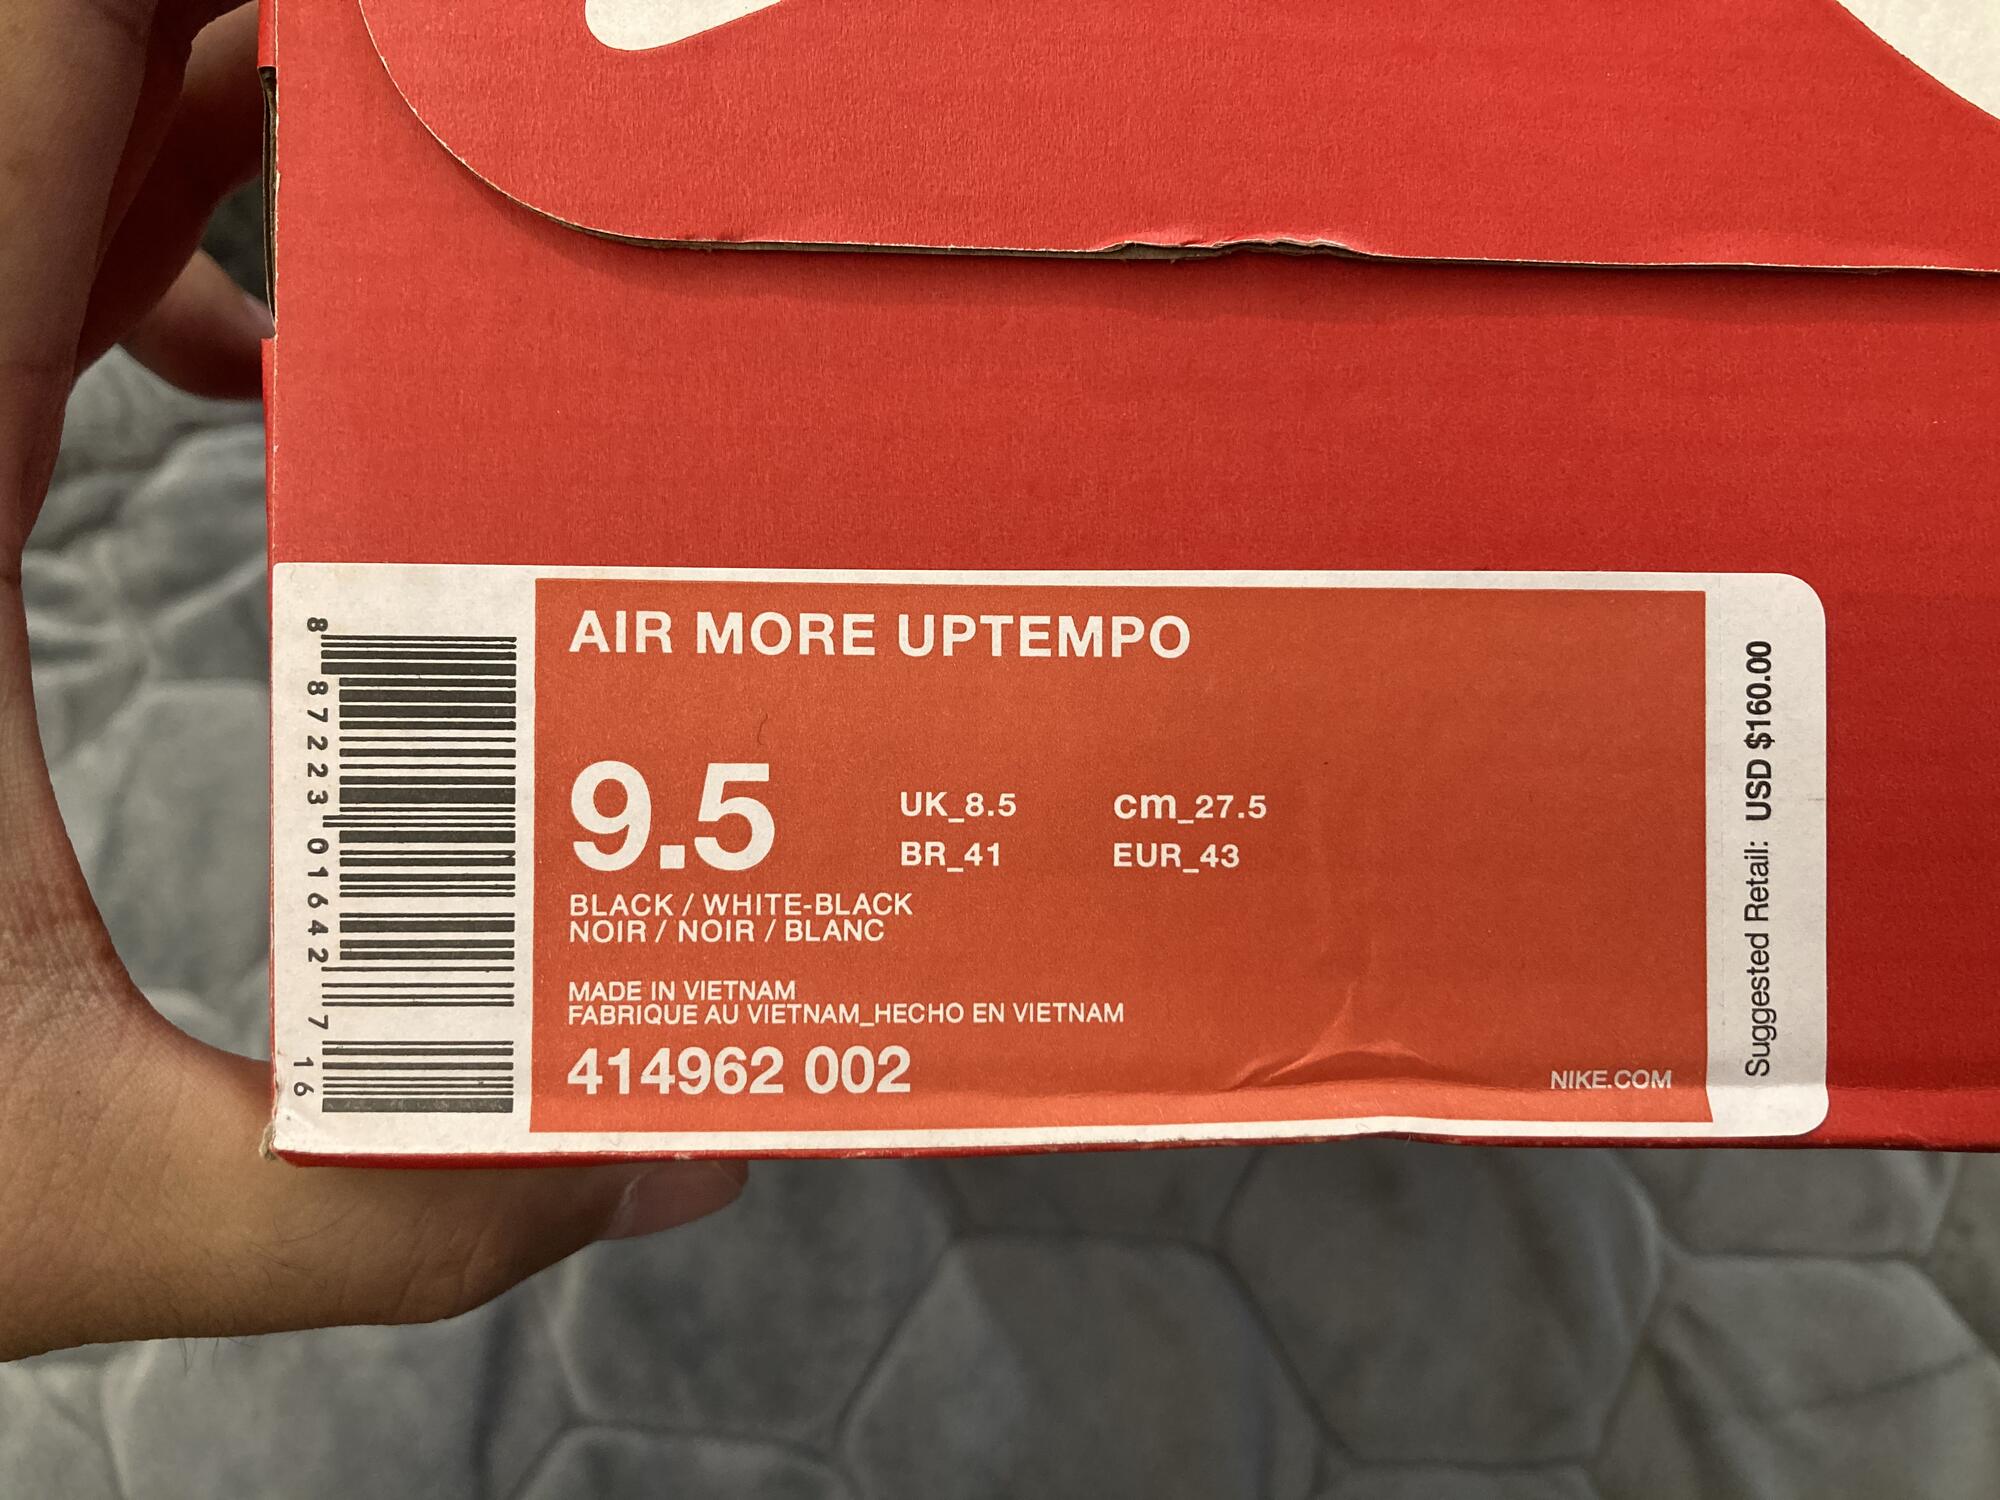 AIR MORE UPTEMPO
9.5
UK_8.5 cm_27.5
BR_41 EUR_43
BLACK / WHITE-BLACK
NOIR / NOIR / BLANC
MADE IN VIETNAM
FABRIQUE AU VIETNAM_HECHO EN VIETNAM
414962 002
NIKE.COM
8 87223 01642 7
16
Suggested Retail: USD $160.00